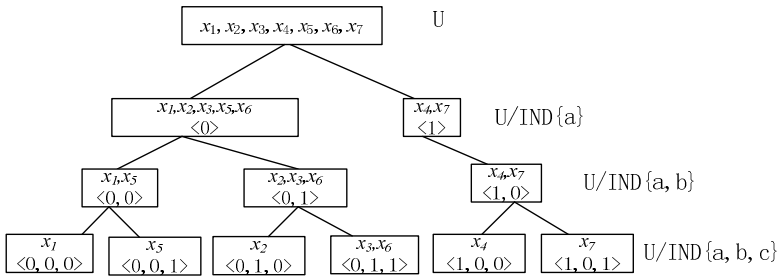 x1, x2, x3, x4, x5, x6, x7
U
x1,x2,x3,x5,x6
<0>
x4,x7
<1>
U/IND{a}
x1,x5
<0,0>
x2,x3,x6
<0,1>
x4,x7
<1,0>
U/IND{a,b}
x1
<0,0,0>
x5
<0,0,1>
x2
<0,1,0>
x3,x6
<0,1,1>
x4
<1,0,0>
x7
<1,0,1>
U/IND{a,b,c}